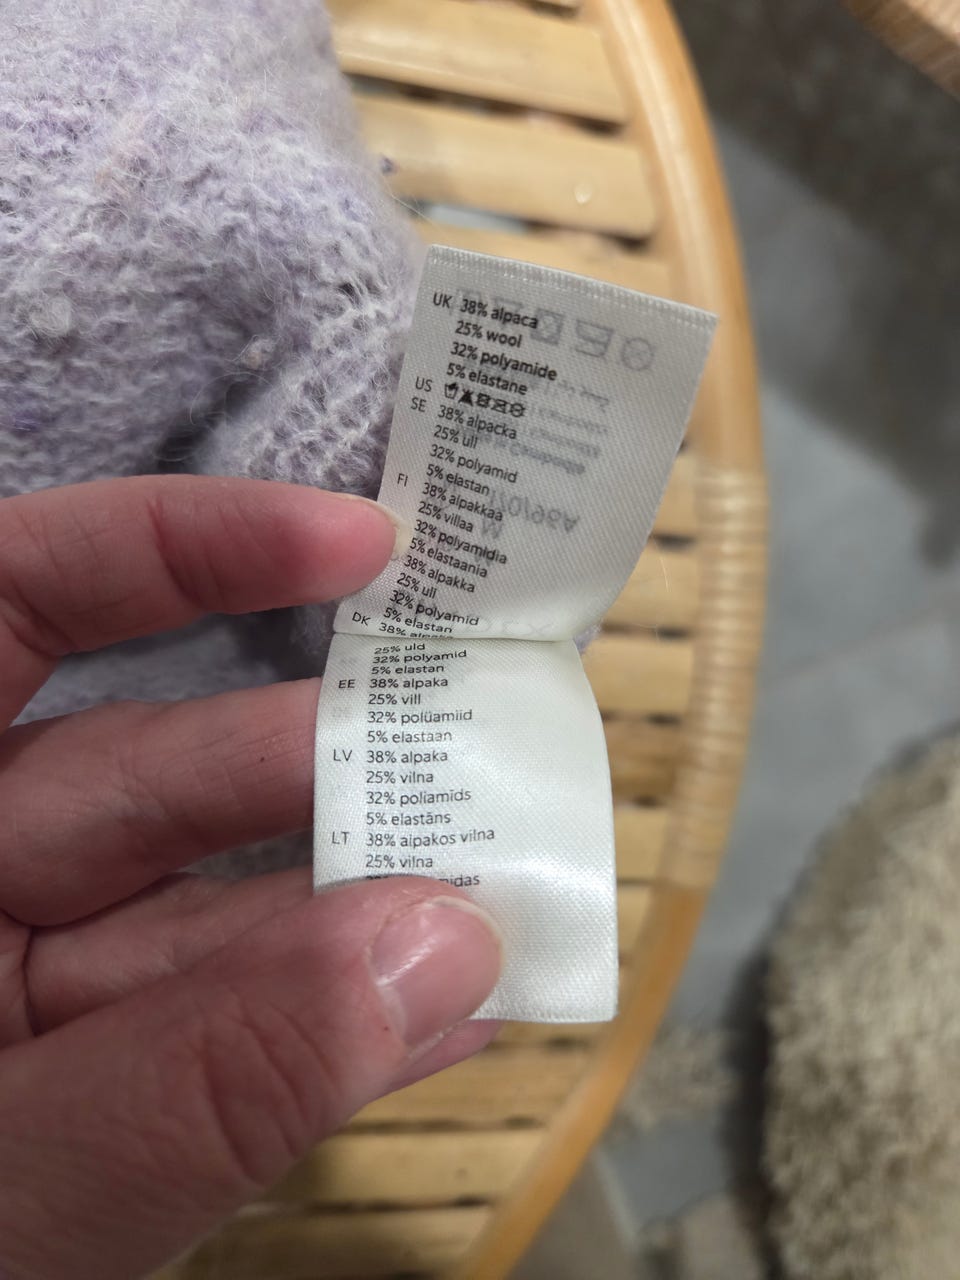 UK 38% alpaca
25% wool
32% polyamide
5% elastane
US
SE 38% alpacka
25% ull
32% polyamid
5% elastan
FI 38% alpakkaa
25% villaa
32% polyamidia
5% elastaania
38% alpakka
25% ull
32% polyamid
5% elastan
DK 38% alpaka
25% uld
32% polyamid
5% elastan
EE 38% alpaka
25% vill
32% polüamiid
5% elastaan
LV 38% alpaka
25% vilna
32% poliamīds
5% elastāns
LT 38% alpakos vilna
25% vilna